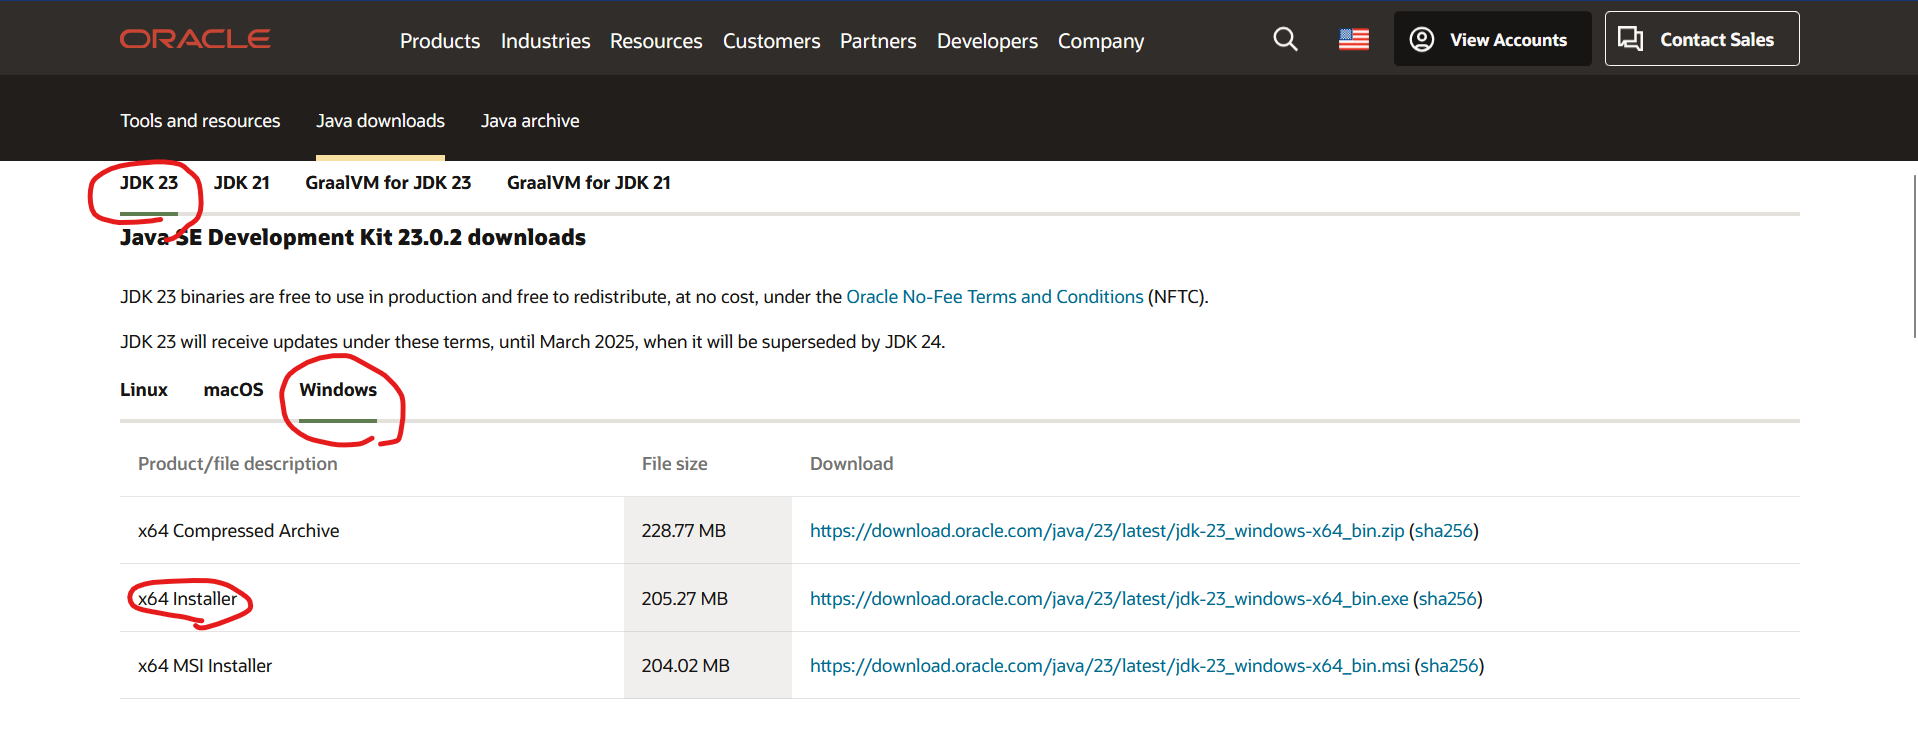 ORACLE Products Industries Resources Customers Partners Developers Company View Accounts Contact Sales
Tools and resources Java downloads Java archive
JDK 23 JDK 21 GraalVM for JDK 23 GraalVM for JDK 21
Java SE Development Kit 23.0.2 downloads
JDK 23 binaries are free to use in production and free to redistribute, at no cost, under the Oracle No-Fee Terms and Conditions (NFTC).
JDK 23 will receive updates under these terms, until March 2025, when it will be superseded by JDK 24.
Linux macOS Windows
Product/file description File size Download
x64 Compressed Archive 228.77 MB https://download.oracle.com/java/23/latest/jdk-23_windows-x64_bin.zip (sha256)
x64 Installer 205.27 MB https://download.oracle.com/java/23/latest/jdk-23_windows-x64_bin.exe (sha256)
x64 MSI Installer 204.02 MB https://download.oracle.com/java/23/latest/jdk-23_windows-x64_bin.msi (sha256)